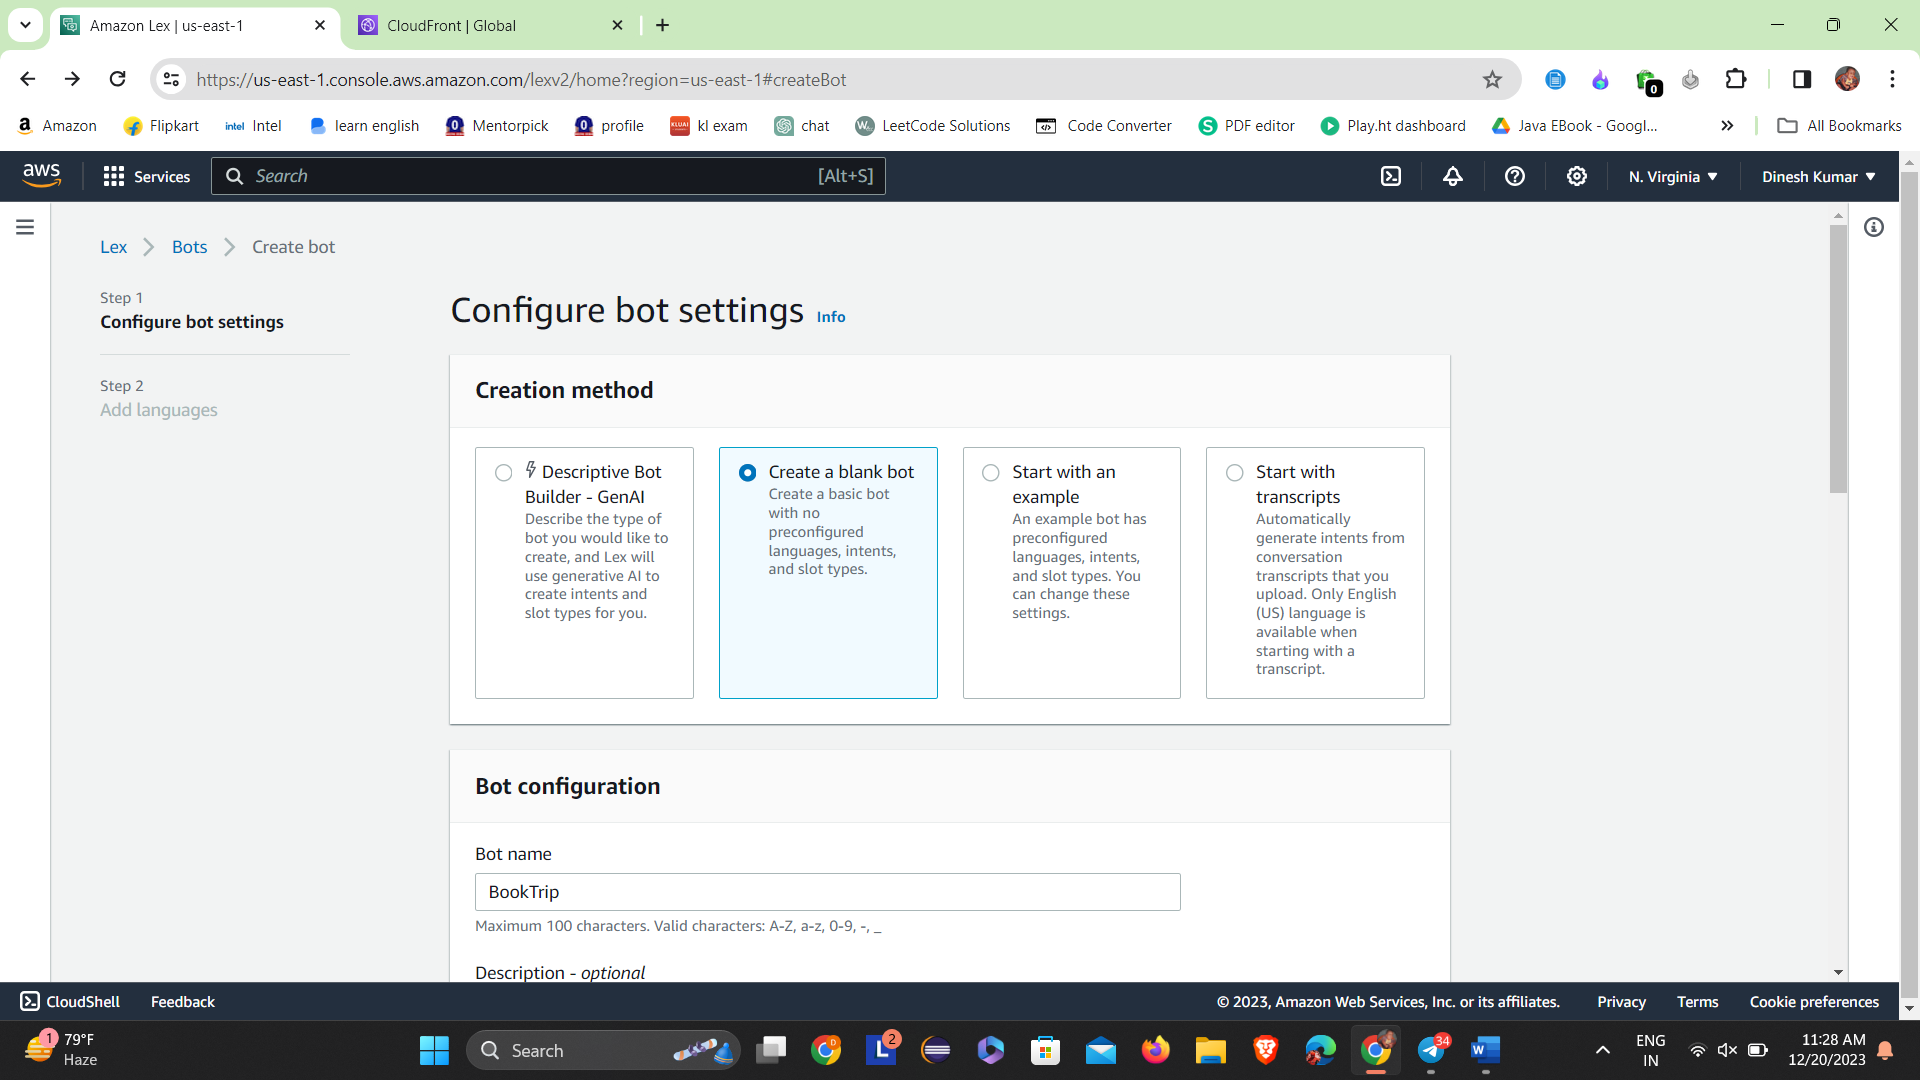 Amazon Lex | us-east-1
CloudFront | Global
https://us-east-1.console.aws.amazon.com/lexv2/home?region=us-east-1#createBot
0
Amazon
Flipkart
intel Intel
learn english
Mentorpick
profile
KLUAI kl exam
chat
LeetCode Solutions
Code Converter
PDF editor
Play.ht dashboard
Java EBook - Googl...
All Bookmarks
aws
Services
Search [Alt+S]
N. Virginia
Dinesh Kumar
Lex
Bots
Create bot
Step 1
Configure bot settings
Step 2
Add languages
Configure bot settings Info
Creation method
Descriptive Bot
Builder - GenAI
Describe the type of
bot you would like to
create, and Lex will
use generative AI to
create intents and
slot types for you.
Create a blank bot
Create a basic bot
with no
preconfigured
languages, intents,
and slot types.
Start with an
example
An example bot has
preconfigured
languages, intents,
and slot types. You
can change these
settings.
Start with
transcripts
Automatically
generate intents from
conversation
transcripts that you
upload. Only English
(US) language is
available when
starting with a
transcript.
Bot configuration
Bot name
BookTrip
Maximum 100 characters. Valid characters: A-Z, a-z, 0-9, -, _
Description - optional
CloudShell
Feedback
© 2023, Amazon Web Services, Inc. or its affiliates.
Privacy
Terms
Cookie preferences
1
79°F
Haze
Search
D
L
2
34
W
ENG
IN
11:28 AM
12/20/2023